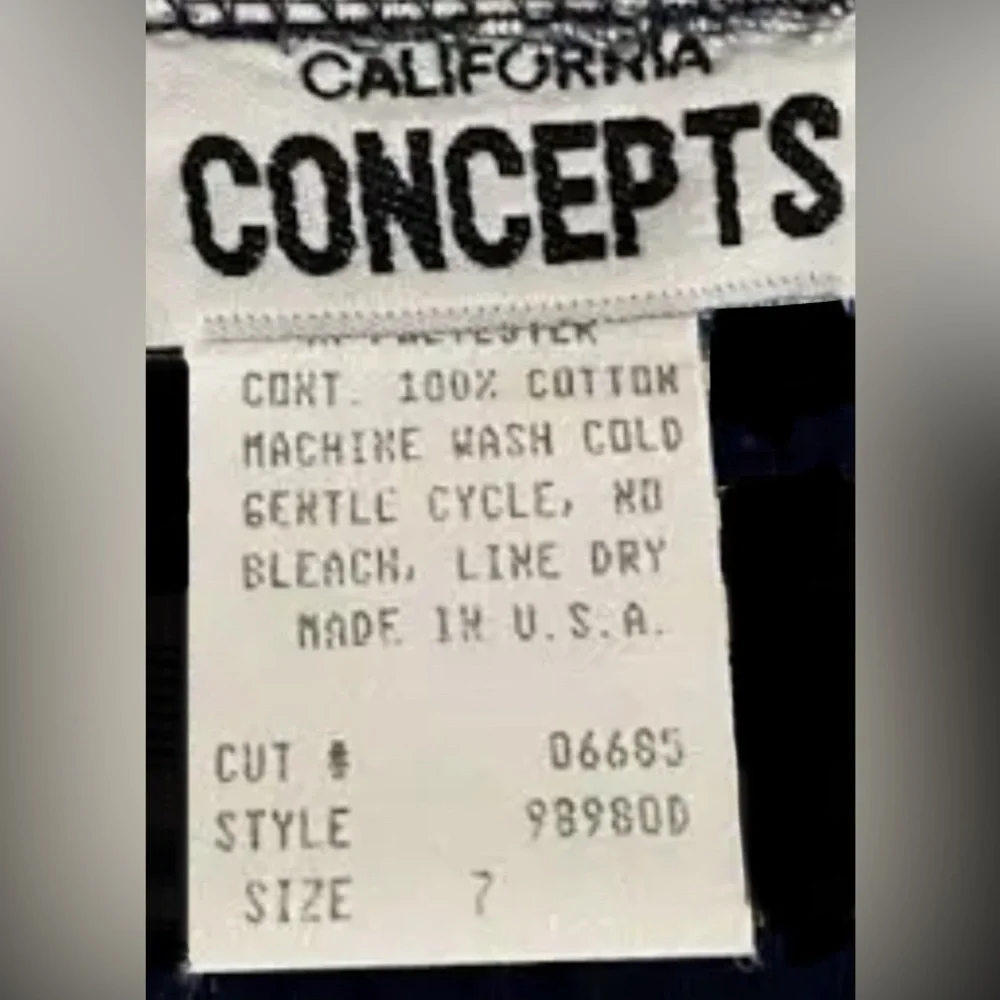 CALIFORNIA
CONCEPTS
CONT. 100% COTTON
MACHINE WASH COLD
GENTLE CYCLE, NO
BLEACH, LINE DRY
MADE IN U.S.A.
CUT # 06685
STYLE 98980D
SIZE 7